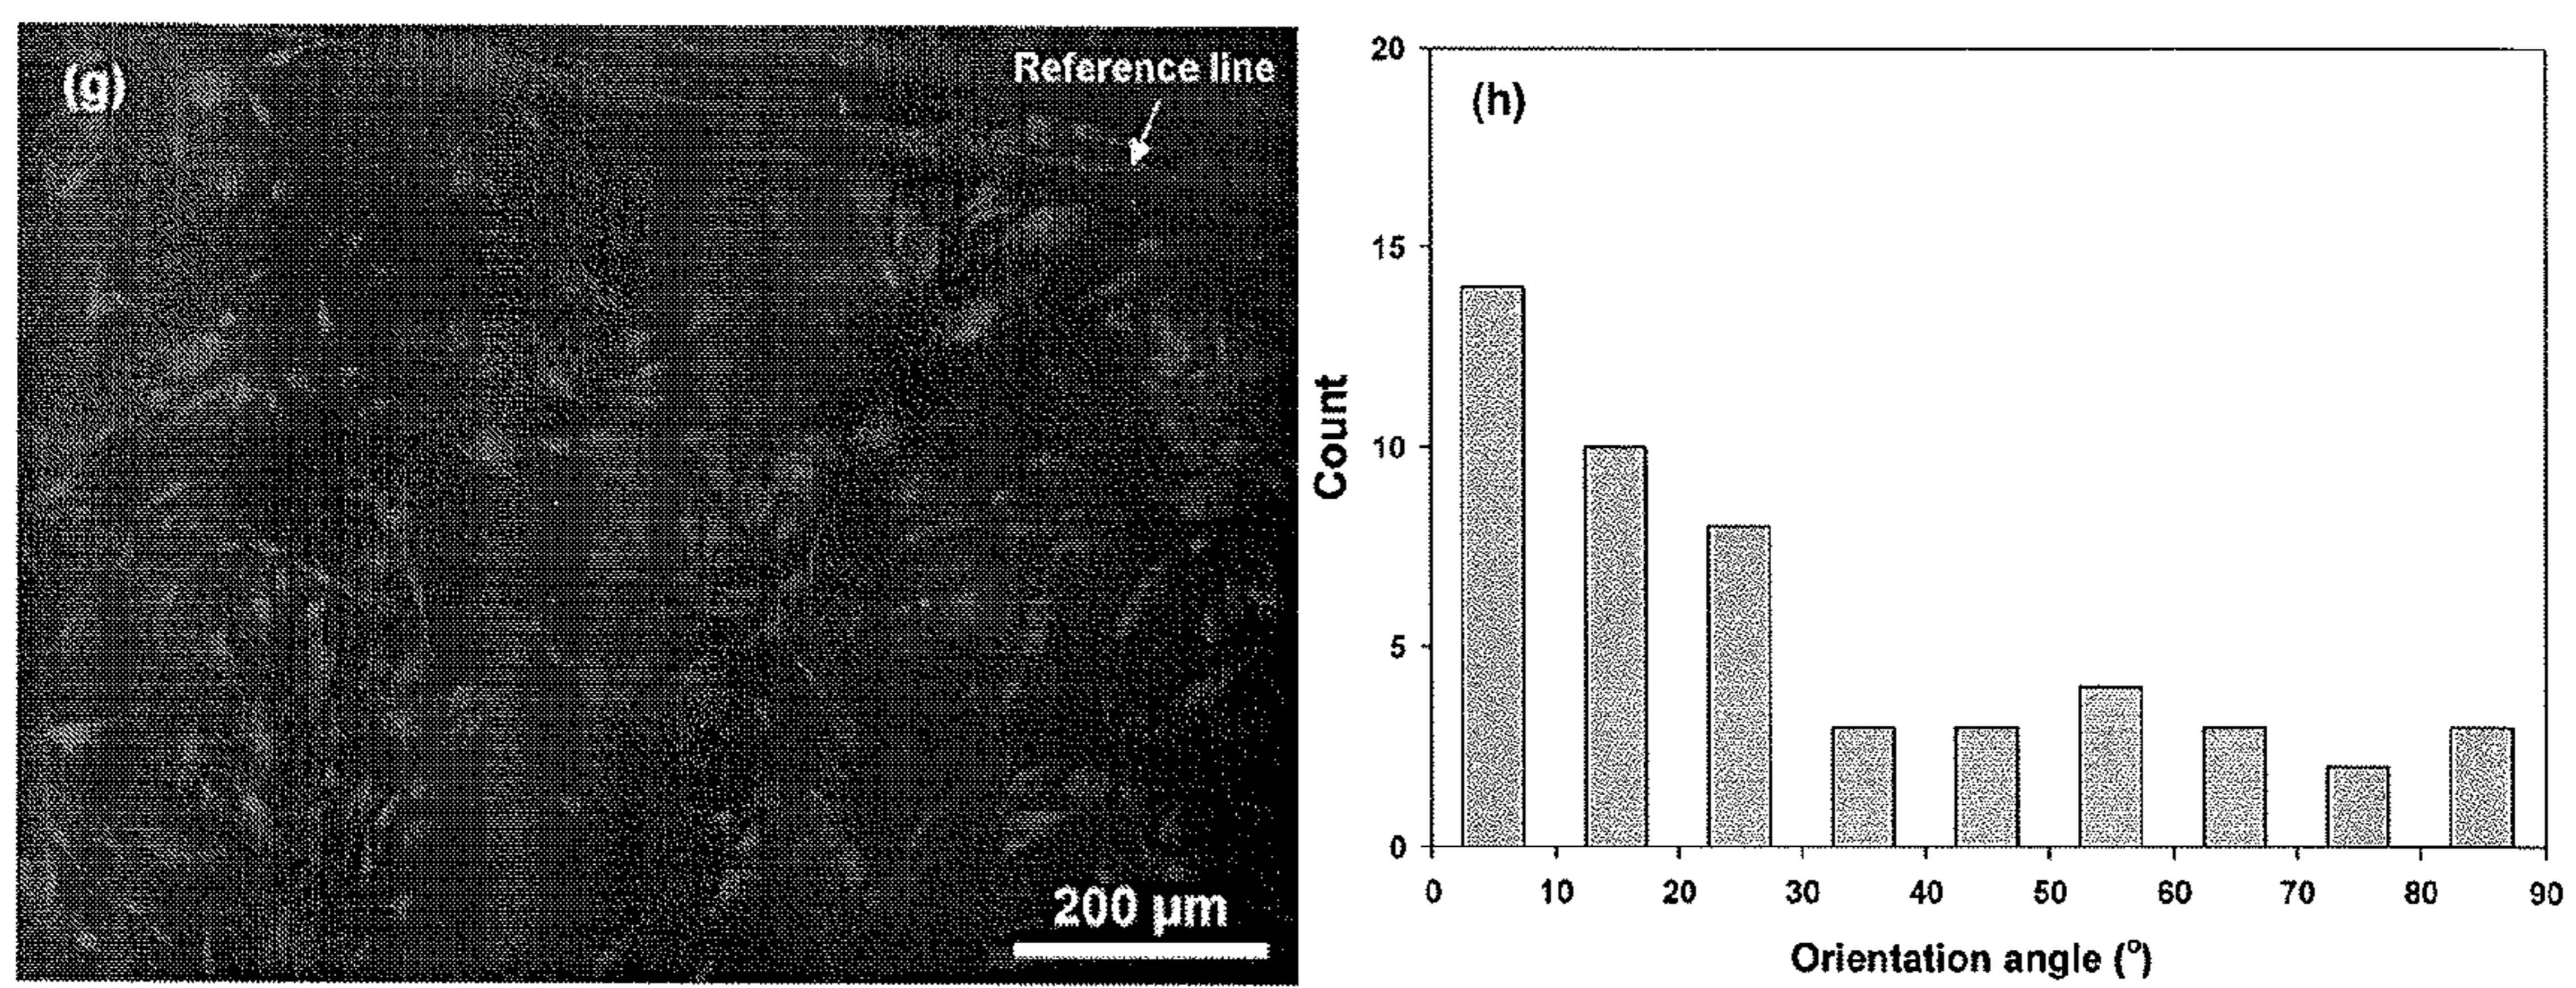 (g)
Reference line
200 µm
(h)
20
15
10
5
0
Count
0 10 20 30 40 50 60 70 80 90
Orientation angle (°)